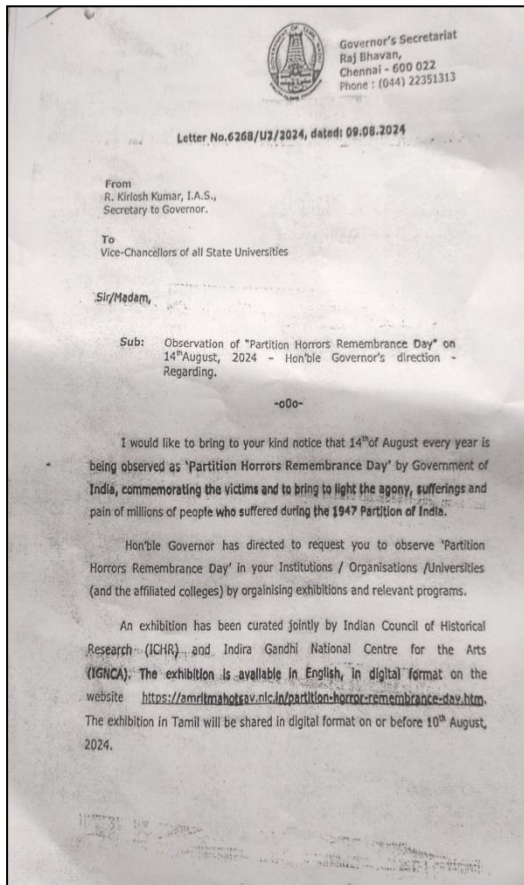 Governor's Secretariat
Raj Bhavan,
Chennai - 600 022
Phone : (044) 22351313
Letter No.6268/U2/2024, dated: 09.08.2024
From
R. Kirlosh Kumar, I.A.S.,
Secretary to Governor.
To
Vice-Chancellors of all State Universities
Sir/Madam,
Sub: Observation of "Partition Horrors Remembrance Day" on
14thAugust, 2024 – Hon'ble Governor's direction -
Regarding.
-o0o-
I would like to bring to your kind notice that 14thof August every year is
being observed as 'Partition Horrors Remembrance Day' by Government of
India, commemorating the victims and to bring to light the agony, sufferings and
pain of millions of people who suffered during the 1947 Partition of India.
Hon'ble Governor has directed to request you to observe 'Partition
Horrors Remembrance Day' in your Institutions / Organisations /Universities
(and the affiliated colleges) by orgainising exhibitions and relevant programs.
An exhibition has been curated jointly by Indian Council of Historical
Research (ICHR) and Indira Gandhi National Centre for the Arts
(IGNCA). The exhibition is available in English, in digital format on the
website https://amritmahotsav.nic.in/partition-horror-remembrance-day.htm.
The exhibition in Tamil will be shared in digital format on or before 10th August,
2024.